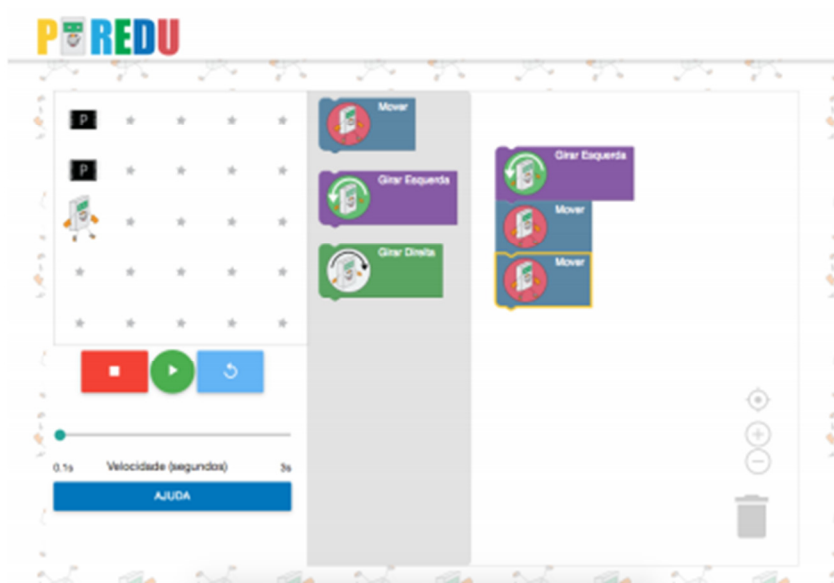 P REDU
P
P
Mover
Girar Esquerda
Girar Direita
Girar Esquerda
Mover
Mover
0.1s Velocidade (segundos) 3s
AJUDA